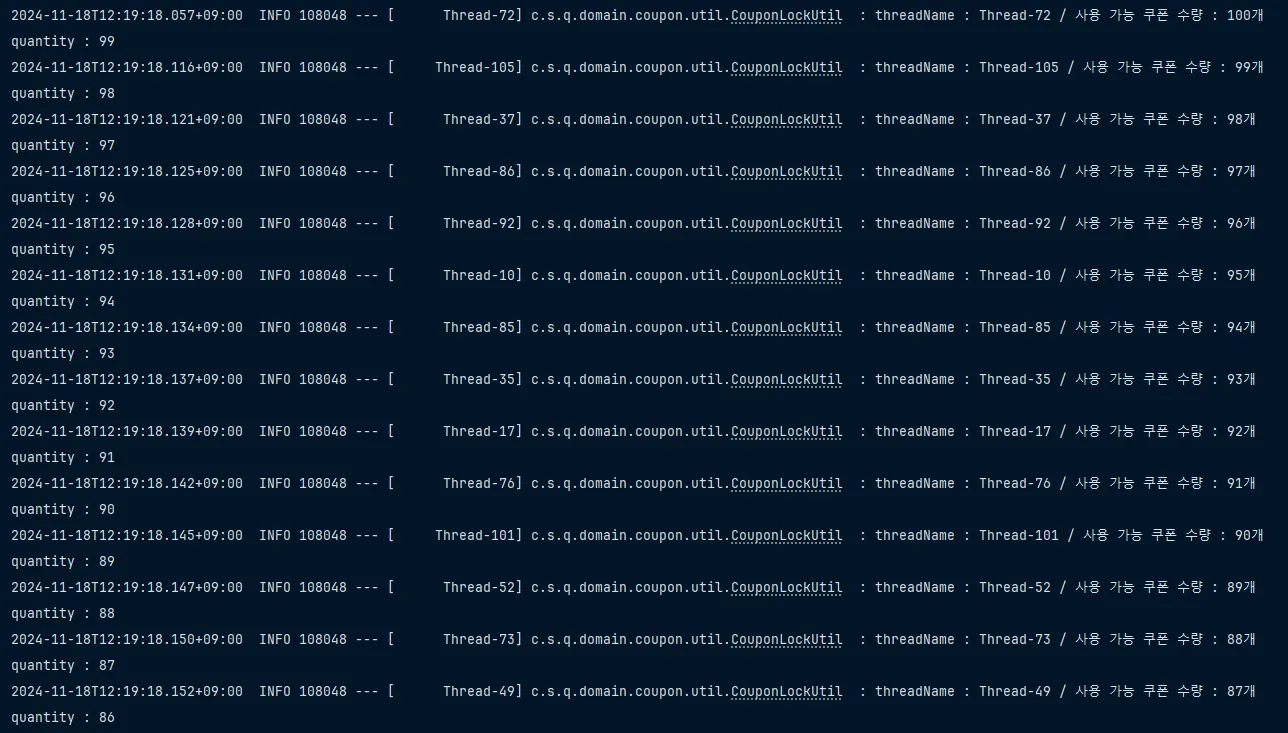 2024-11-18T12:19:18.057+09:00  INFO 108048 --- [      Thread-72] c.s.q.domain.coupon.util.CouponLockUtil  : threadName : Thread-72 / 사용 가능 쿠폰 수량 : 100개
quantity : 99
2024-11-18T12:19:18.116+09:00  INFO 108048 --- [     Thread-105] c.s.q.domain.coupon.util.CouponLockUtil  : threadName : Thread-105 / 사용 가능 쿠폰 수량 : 99개
quantity : 98
2024-11-18T12:19:18.121+09:00  INFO 108048 --- [      Thread-37] c.s.q.domain.coupon.util.CouponLockUtil  : threadName : Thread-37 / 사용 가능 쿠폰 수량 : 98개
quantity : 97
2024-11-18T12:19:18.125+09:00  INFO 108048 --- [      Thread-86] c.s.q.domain.coupon.util.CouponLockUtil  : threadName : Thread-86 / 사용 가능 쿠폰 수량 : 97개
quantity : 96
2024-11-18T12:19:18.128+09:00  INFO 108048 --- [      Thread-92] c.s.q.domain.coupon.util.CouponLockUtil  : threadName : Thread-92 / 사용 가능 쿠폰 수량 : 96개
quantity : 95
2024-11-18T12:19:18.131+09:00  INFO 108048 --- [      Thread-10] c.s.q.domain.coupon.util.CouponLockUtil  : threadName : Thread-10 / 사용 가능 쿠폰 수량 : 95개
quantity : 94
2024-11-18T12:19:18.134+09:00  INFO 108048 --- [      Thread-85] c.s.q.domain.coupon.util.CouponLockUtil  : threadName : Thread-85 / 사용 가능 쿠폰 수량 : 94개
quantity : 93
2024-11-18T12:19:18.137+09:00  INFO 108048 --- [      Thread-35] c.s.q.domain.coupon.util.CouponLockUtil  : threadName : Thread-35 / 사용 가능 쿠폰 수량 : 93개
quantity : 92
2024-11-18T12:19:18.139+09:00  INFO 108048 --- [      Thread-17] c.s.q.domain.coupon.util.CouponLockUtil  : threadName : Thread-17 / 사용 가능 쿠폰 수량 : 92개
quantity : 91
2024-11-18T12:19:18.142+09:00  INFO 108048 --- [      Thread-76] c.s.q.domain.coupon.util.CouponLockUtil  : threadName : Thread-76 / 사용 가능 쿠폰 수량 : 91개
quantity : 90
2024-11-18T12:19:18.145+09:00  INFO 108048 --- [     Thread-101] c.s.q.domain.coupon.util.CouponLockUtil  : threadName : Thread-101 / 사용 가능 쿠폰 수량 : 90개
quantity : 89
2024-11-18T12:19:18.147+09:00  INFO 108048 --- [      Thread-52] c.s.q.domain.coupon.util.CouponLockUtil  : threadName : Thread-52 / 사용 가능 쿠폰 수량 : 89개
quantity : 88
2024-11-18T12:19:18.150+09:00  INFO 108048 --- [      Thread-73] c.s.q.domain.coupon.util.CouponLockUtil  : threadName : Thread-73 / 사용 가능 쿠폰 수량 : 88개
quantity : 87
2024-11-18T12:19:18.152+09:00  INFO 108048 --- [      Thread-49] c.s.q.domain.coupon.util.CouponLockUtil  : threadName : Thread-49 / 사용 가능 쿠폰 수량 : 87개
quantity : 86